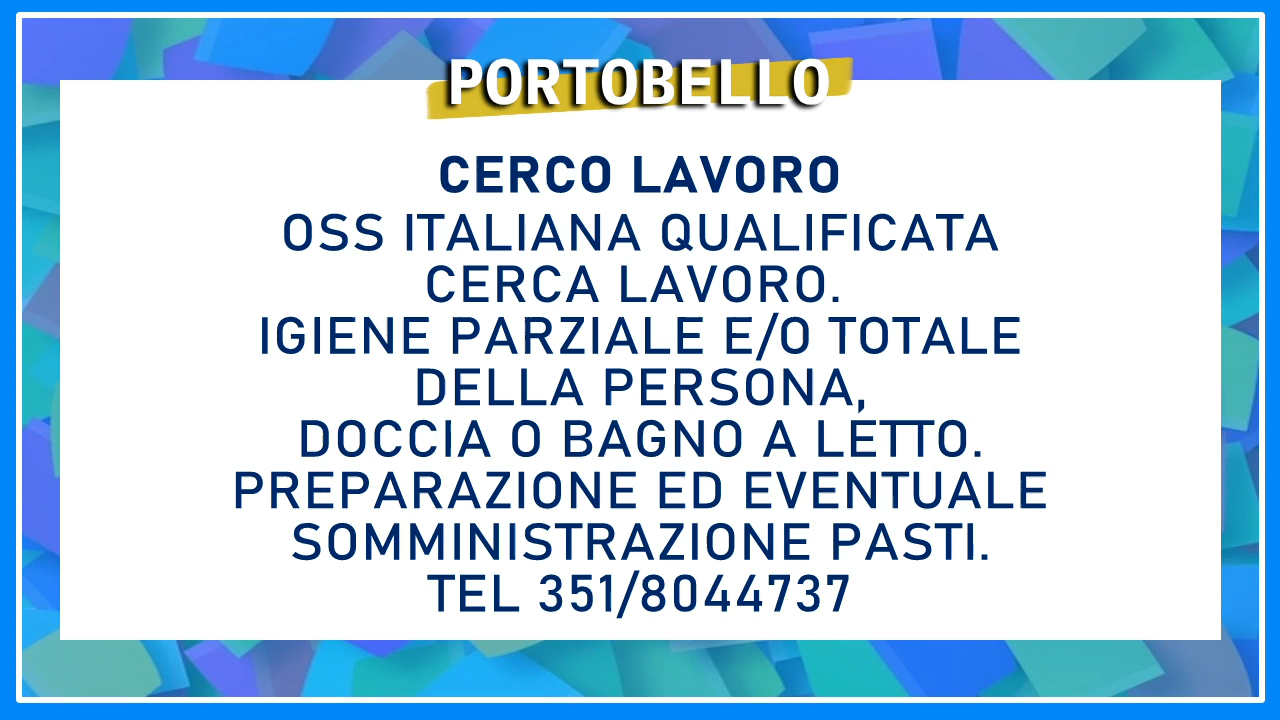 PORTOBELLO
CERCO LAVORO
OSS ITALIANA QUALIFICATA
CERCA LAVORO.
IGIENE PARZIALE E/O TOTALE
DELLA PERSONA,
DOCCIA O BAGNO A LETTO.
PREPARAZIONE ED EVENTUALE
SOMMINISTRAZIONE PASTI.
TEL 351/8044737